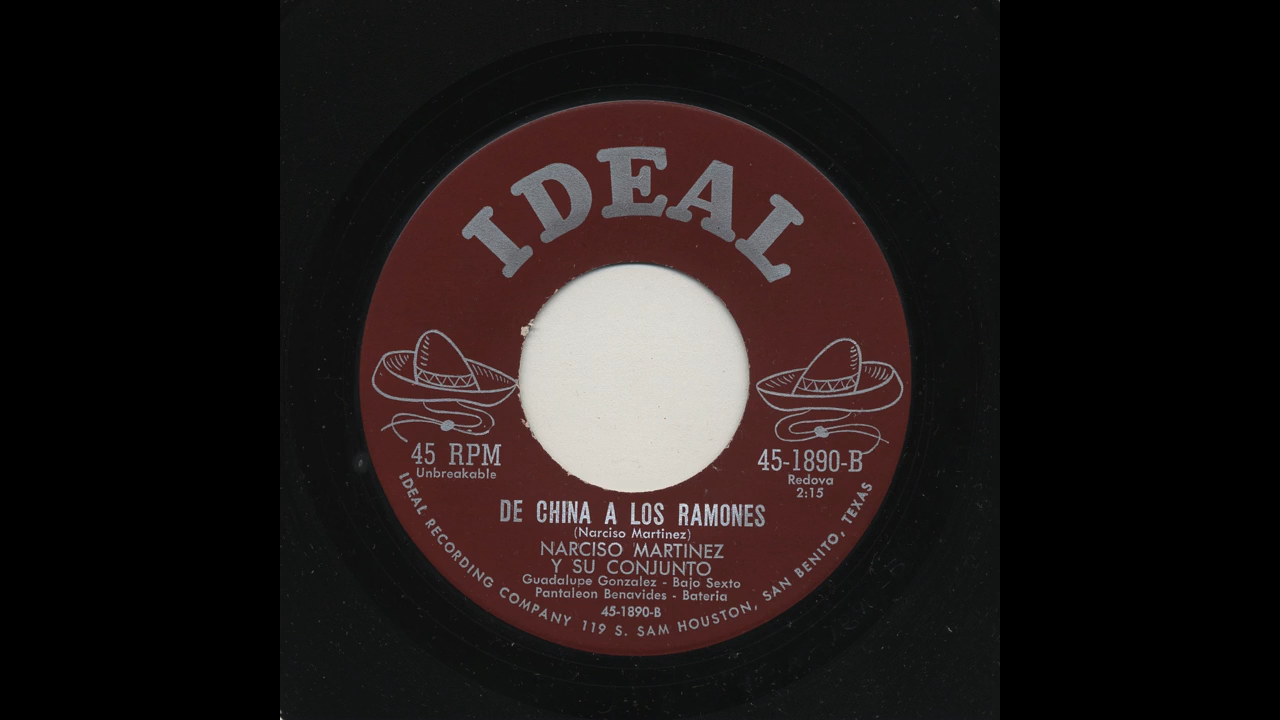 IDEAL
45 RPM
Unbreakable
45-1890-B
Redova
2:15
DE CHINA A LOS RAMONES
(Narciso Martinez)
NARCISO MARTINEZ
Y SU CONJUNTO
Guadalupe Gonzalez - Bajo Sexto
Pantaleon Benavides - Bateria
45-1890-B
IDEAL RECORDING COMPANY 119 S. SAM HOUSTON, SAN BENITO, TEXAS